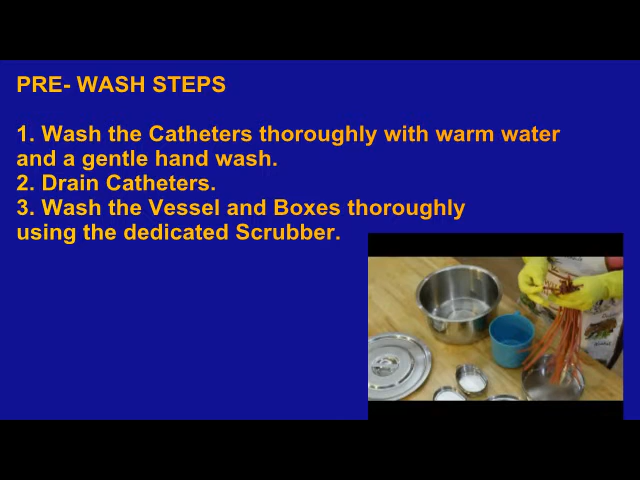 PRE- WASH STEPS
1. Wash the Catheters thoroughly with warm water
and a gentle hand wash.
2. Drain Catheters.
3. Wash the Vessel and Boxes thoroughly
using the dedicated Scrubber.